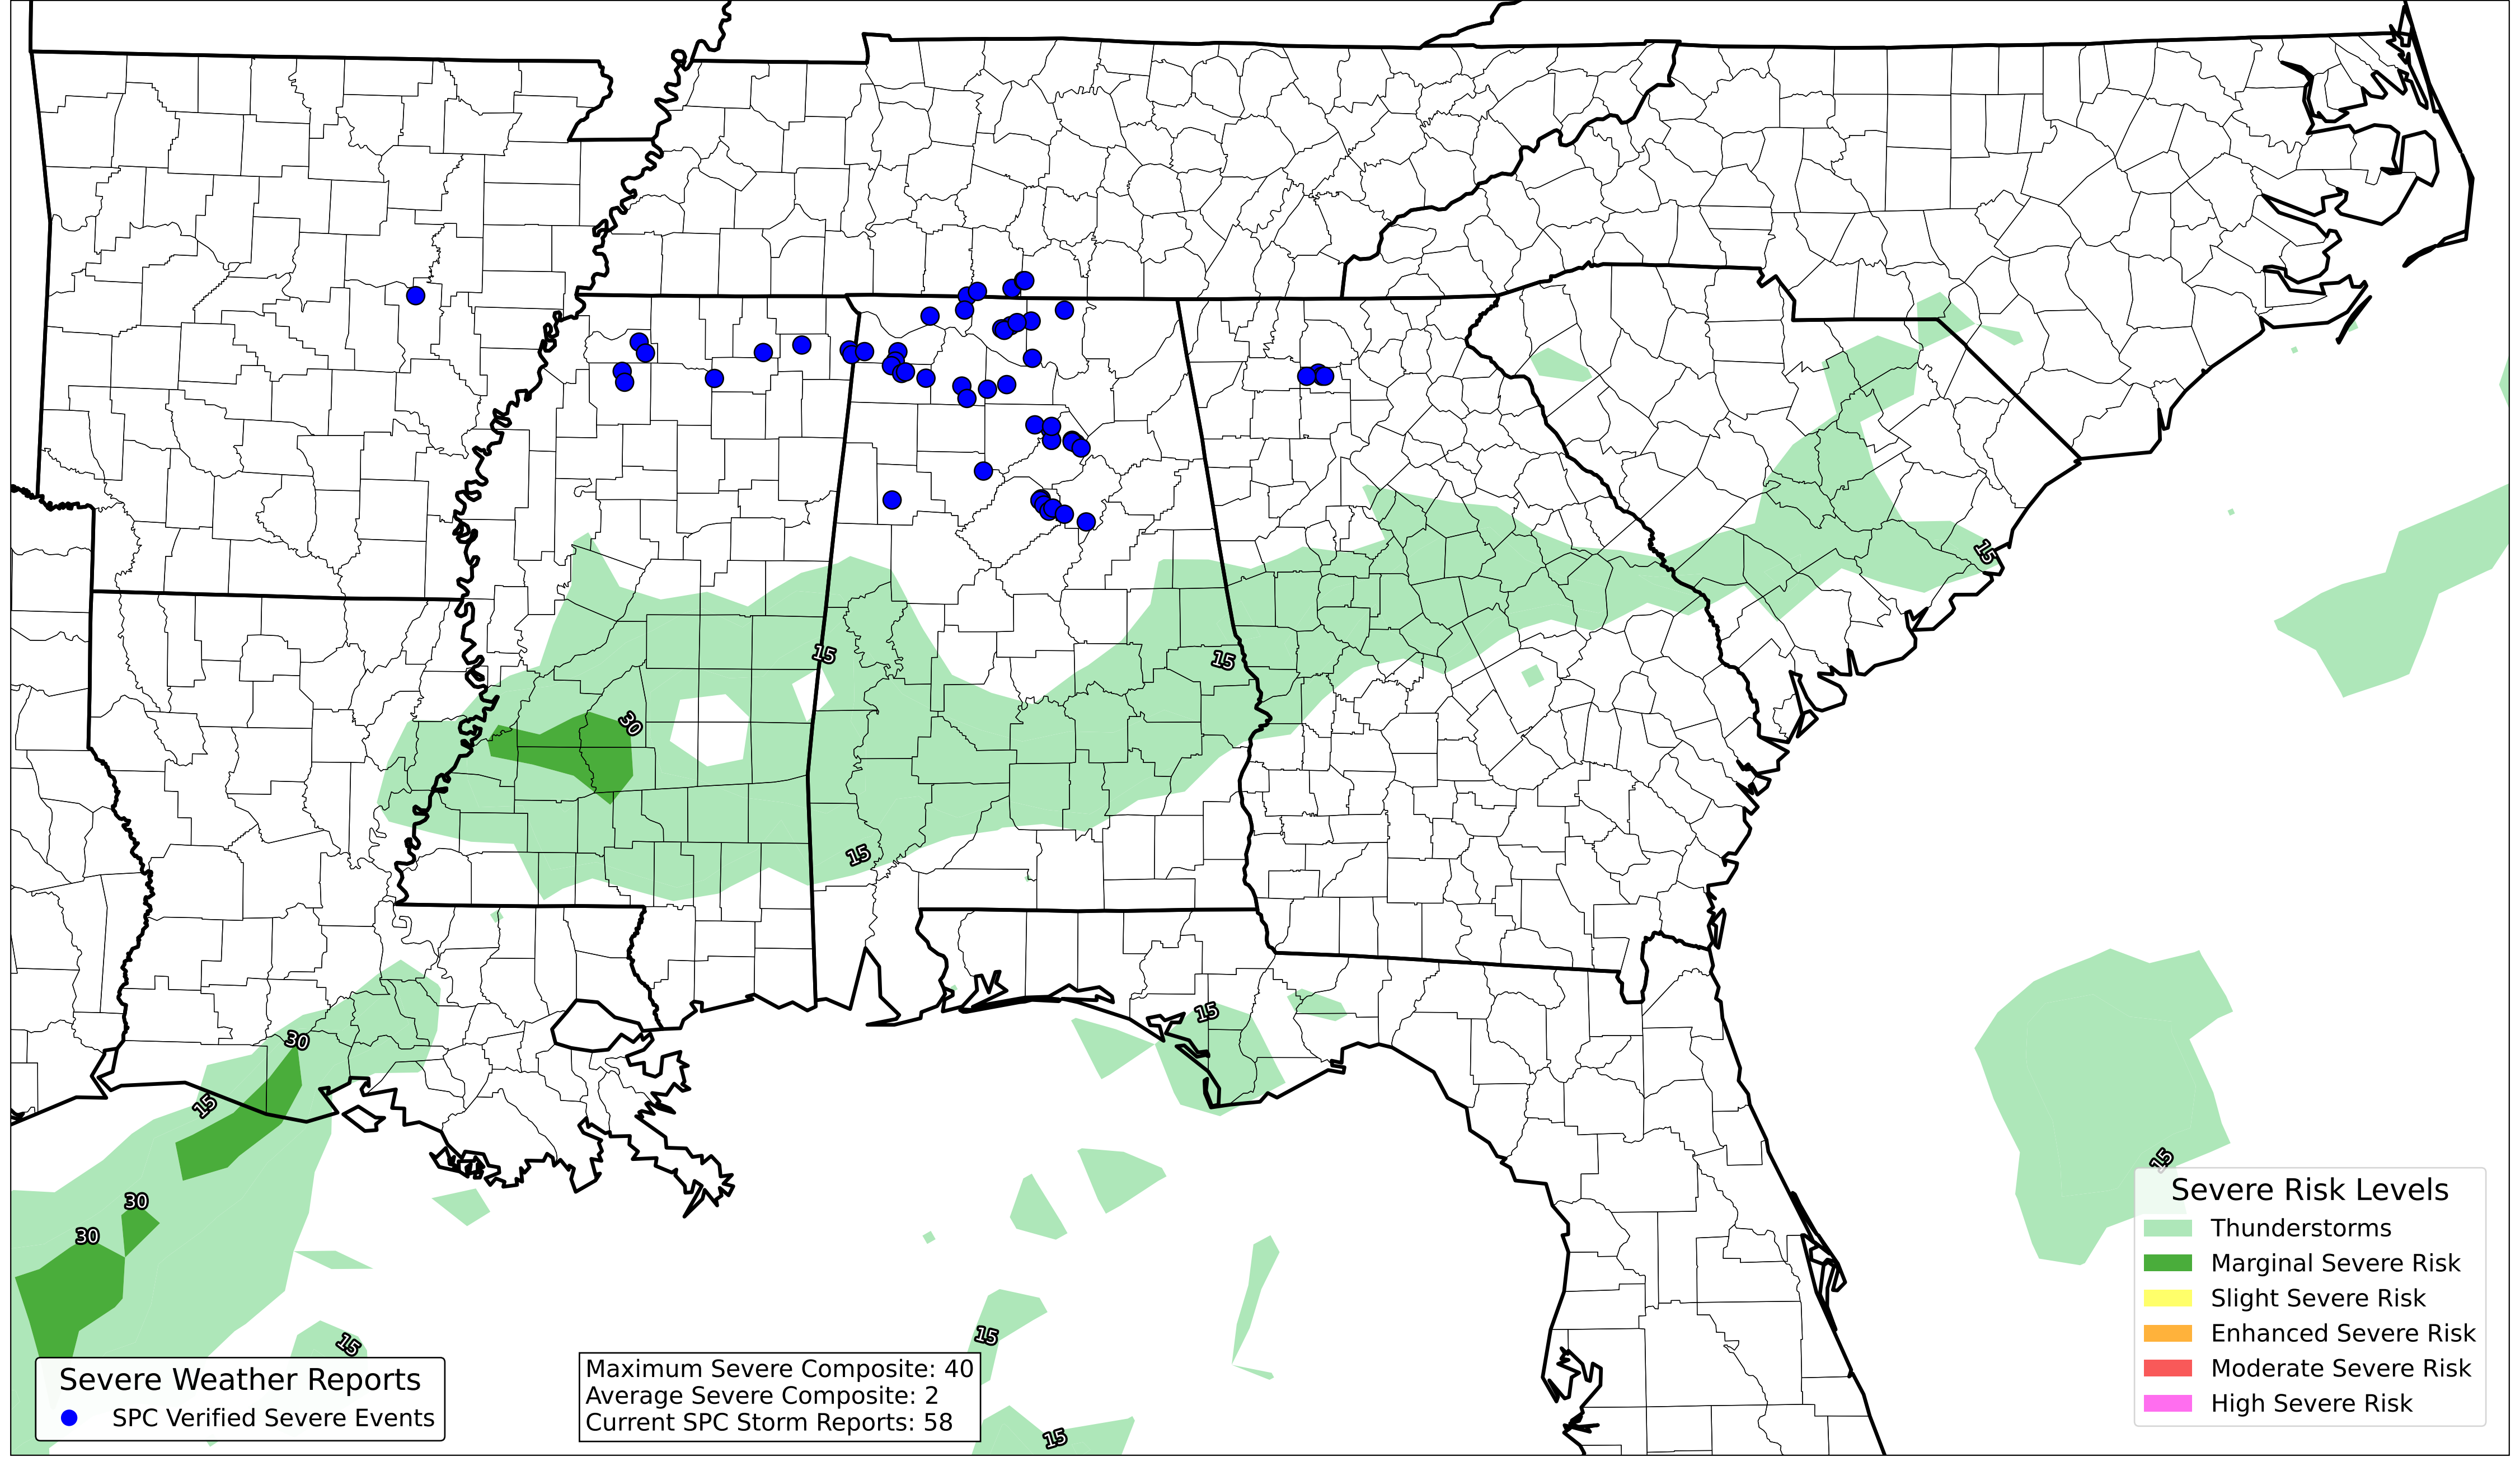 15
15
30
15
15
15
30
15
30
30
15
15
15
15
Severe Risk Levels
Thunderstorms
Marginal Severe Risk
Slight Severe Risk
Enhanced Severe Risk
Moderate Severe Risk
High Severe Risk
Severe Weather Reports
SPC Verified Severe Events
Maximum Severe Composite: 40
Average Severe Composite: 2
Current SPC Storm Reports: 58